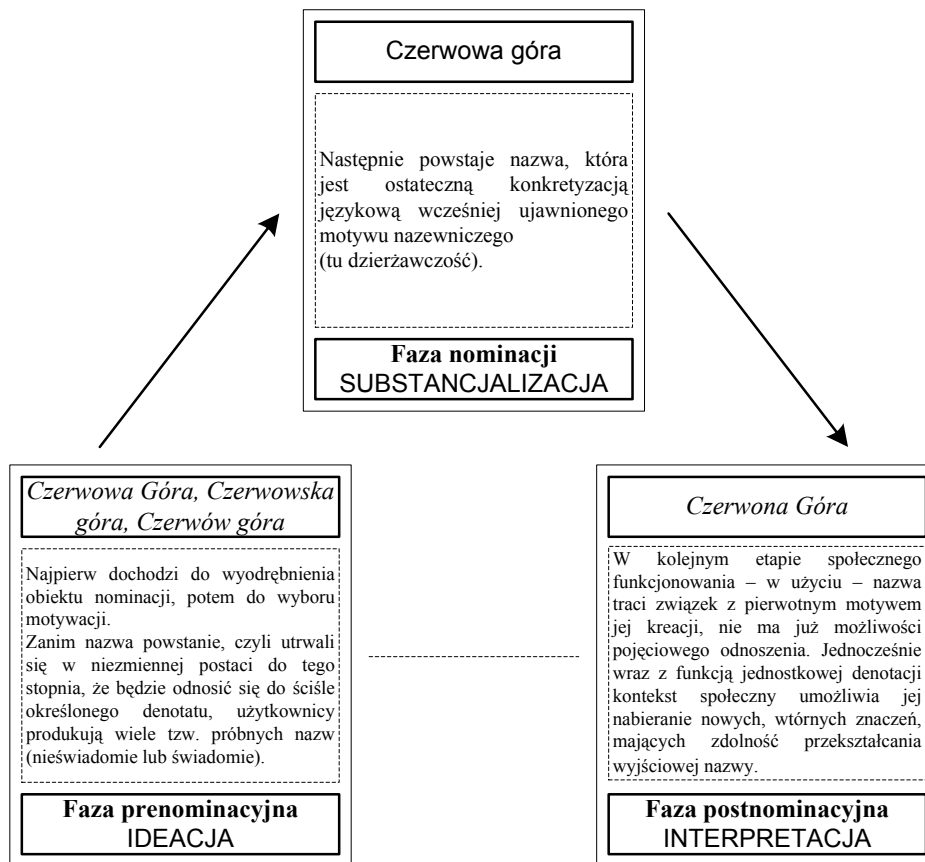 Czerwowa góra
Następnie powstaje nazwa, która
jest ostateczną konkretyzacją
językową wcześniej ujawnionego
motywu nazewniczego
(tu dzierżawczość).
Faza nominacji
SUBSTANCJALIZACJA
Czerwowa Góra, Czerwowska
góra, Czerwów góra
Najpierw dochodzi do wyodrębnienia
obiektu nominacji, potem do wyboru
motywacji.
Zanim nazwa powstanie, czyli utrwali
się w niezmiennej postaci do tego
stopnia, że będzie odnosić się do ściśle
określonego denotatu, użytkownicy
produkują wiele tzw. próbnych nazw
(nieświadomie lub świadomie).
Faza prenominacyjna
IDEACJA
Czerwona Góra
W kolejnym etapie społecznego
funkcjonowania – w użyciu – nazwa
traci związek z pierwotnym motywem
jej kreacji, nie ma już możliwości
pojęciowego odnoszenia. Jednocześnie
wraz z funkcją jednostkowej denotacji
kontekst społeczny umożliwia jej
nabieranie nowych, wtórnych znaczeń,
mających zdolność przekształcania
wyjściowej nazwy.
Faza postnominacyjna
INTERPRETACJA